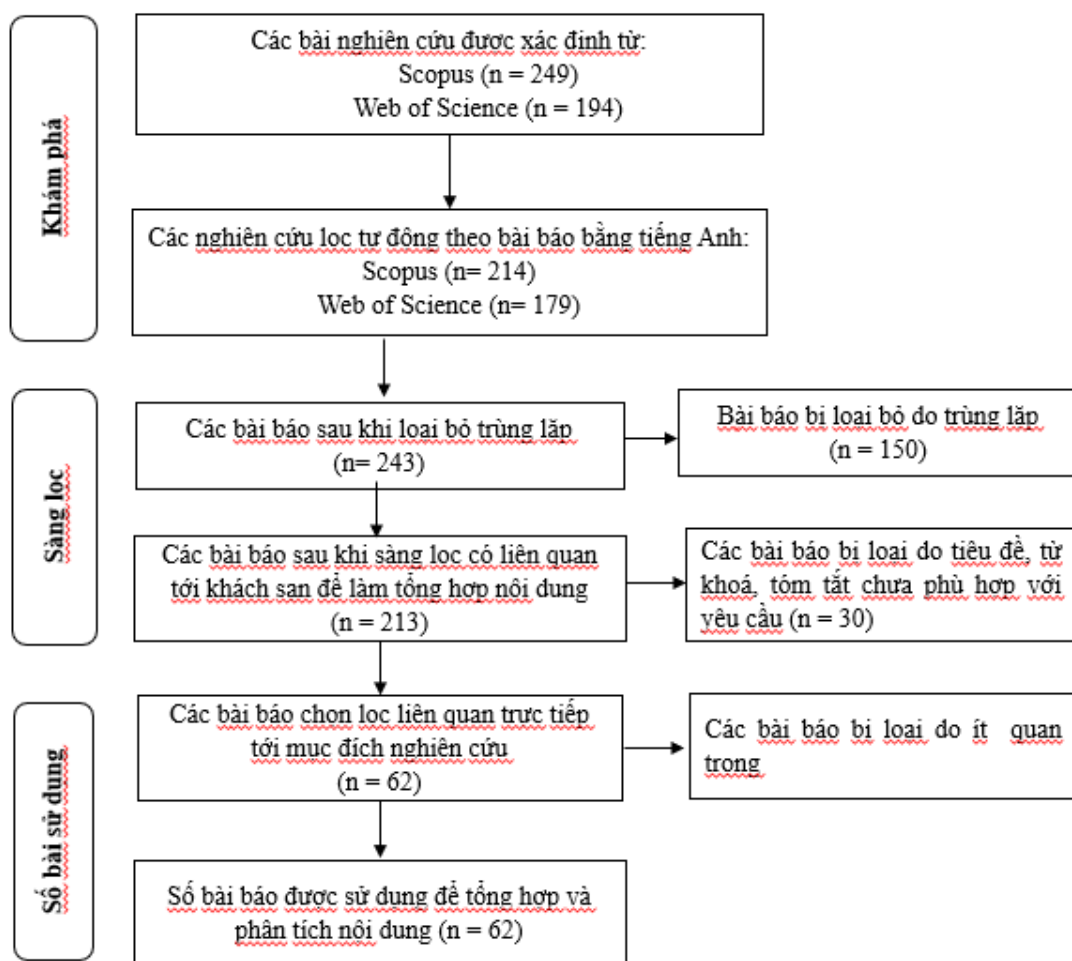 Khám phá
Các bài nghiên cứu được xác định từ:
Scopus (n = 249)
Web of Science (n = 194)
Các nghiên cứu lọc tự động theo bài báo bằng tiếng Anh:
Scopus (n= 214)
Web of Science (n= 179)
Sàng lọc
Các bài báo sau khi loại bỏ trùng lặp
(n= 243)
Bài báo bị loại bỏ do trùng lặp
(n = 150)
Các bài báo sau khi sàng lọc có liên quan
tới khách sạn để làm tổng hợp nội dung
(n = 213)
Các bài báo bị loại do tiêu đề, từ
khoá, tóm tắt chưa phù hợp với
yêu cầu (n = 30)
Số bài sử dụng
Các bài báo chọn lọc liên quan trực tiếp
tới mục đích nghiên cứu
(n = 62)
Các bài báo bị loại do ít quan
trọng
Số bài báo được sử dụng để tổng hợp và
phân tích nội dung (n = 62)